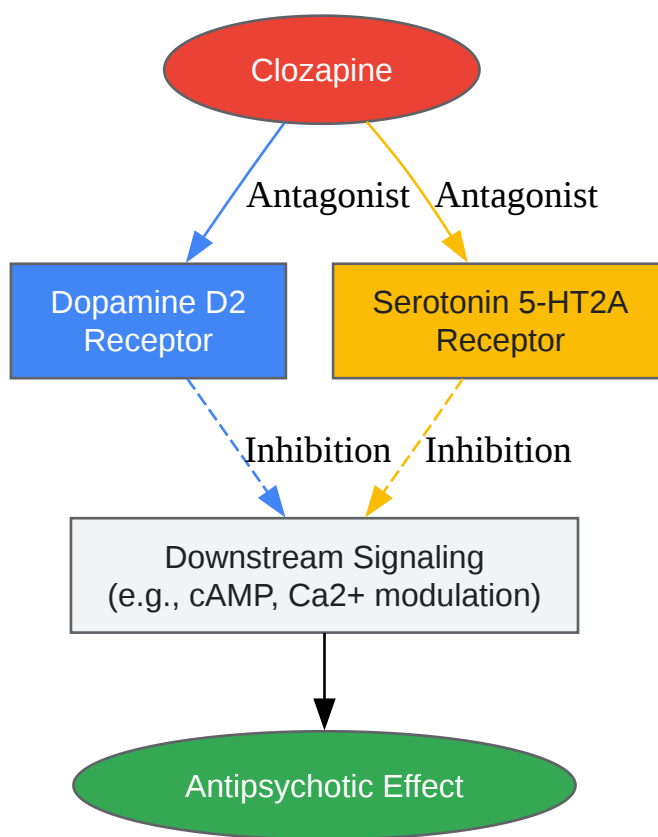 Clozapine
Antagonist
Antagonist
Dopamine D2
Receptor
Serotonin 5-HT2A
Receptor
Inhibition
Inhibition
Downstream Signaling
(e.g., cAMP, Ca2+ modulation)
Antipsychotic Effect